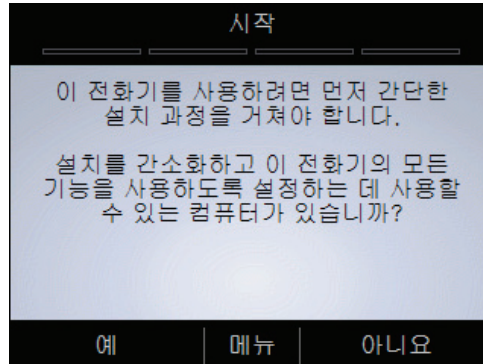 시작
이 전화기를 사용하려면 먼저 간단한
설치 과정을 거쳐야 합니다.
설치를 간소화하고 이 전화기의 모든
기능을 사용하도록 설정하는 데 사용할
수 있는 컴퓨터가 있습니까?
예 메뉴 아니요